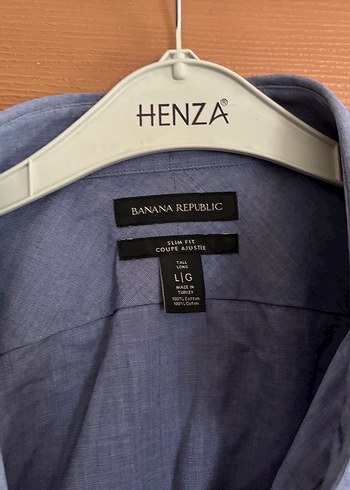 HENZA®
BANANA REPUBLIC
SLIM FIT
COUPE AJUSTÉE
TALL
LONG
L|G
MADE IN
TURKEY
100% Cotton
100% Coton